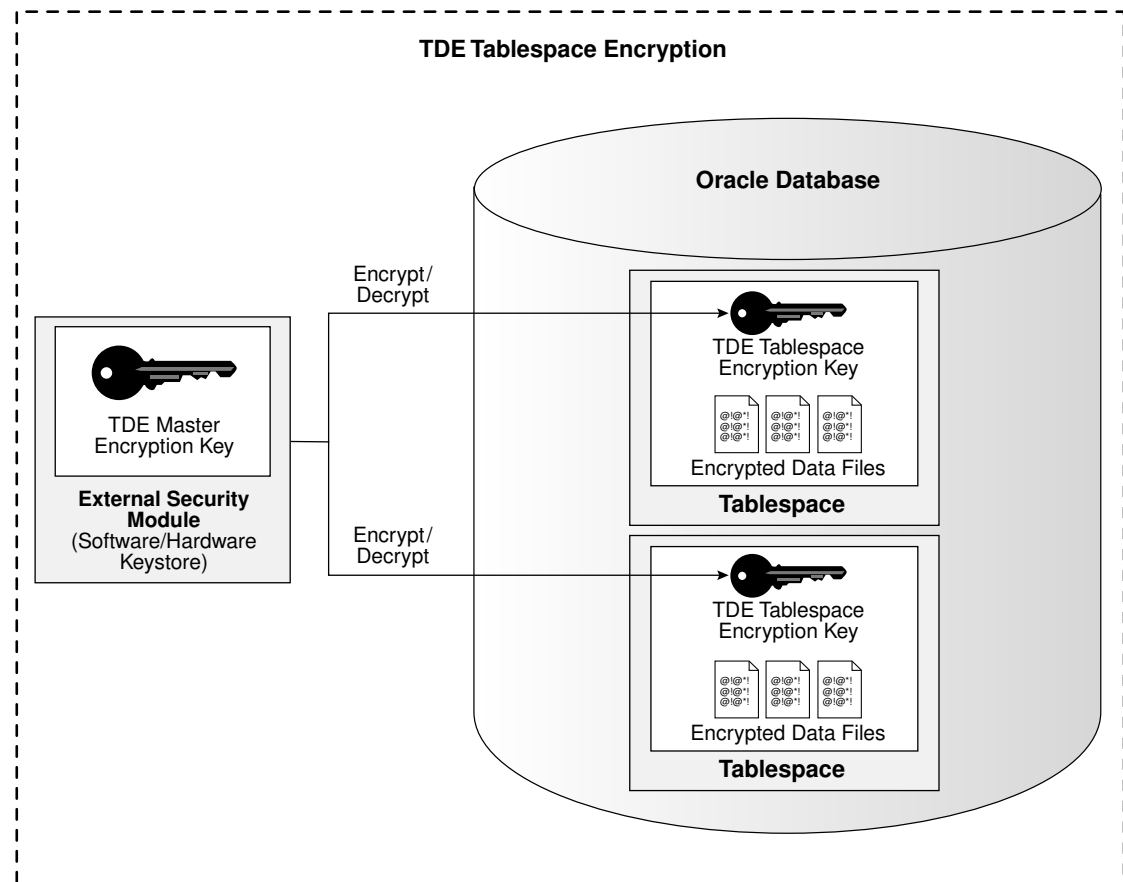 TDE Tablespace Encryption
Oracle Database
Encrypt/
Decrypt
TDE Tablespace
Encryption Key
@!@*!
@!@*!
@!@*!
@!@*!
@!@*!
@!@*!
@!@*!
@!@*!
@!@*!
Encrypted Data Files
Tablespace
TDE Master
Encryption Key
External Security
Module
(Software/Hardware
Keystore)
Encrypt/
Decrypt
TDE Tablespace
Encryption Key
@!@*!
@!@*!
@!@*!
@!@*!
@!@*!
@!@*!
@!@*!
@!@*!
@!@*!
Encrypted Data Files
Tablespace